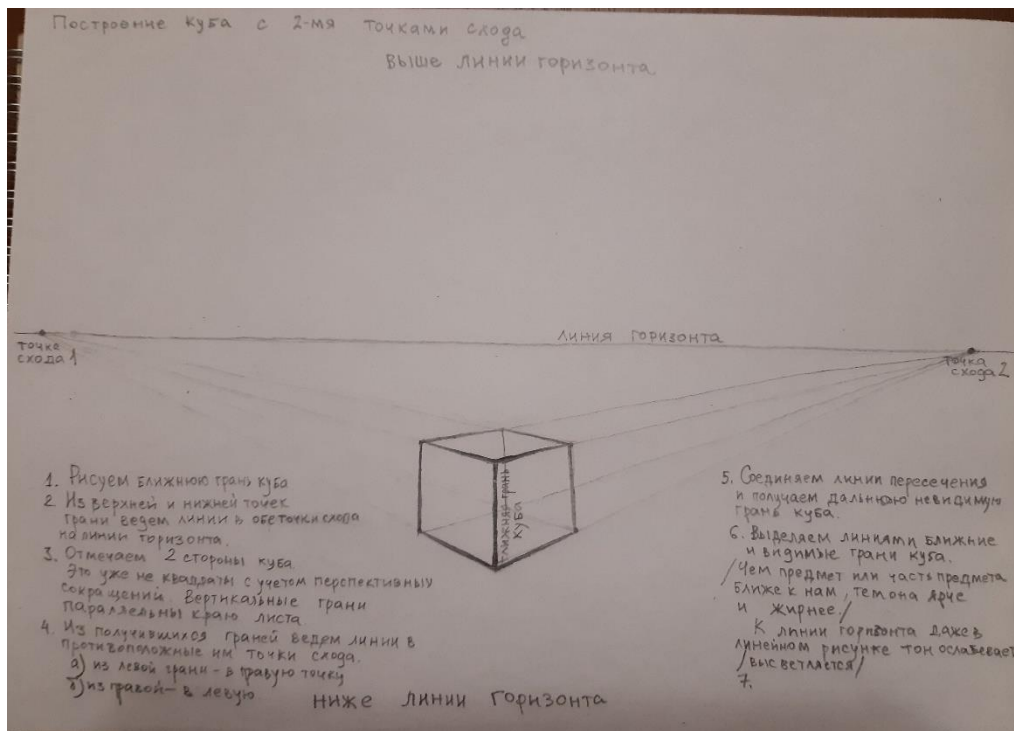 Построение куба с 2-мя точками схода
Выше линии горизонта
линия горизонта
точка
схода 1
точка
схода 2
ближняя грань
куба
1. Рисуем ближнюю грань куба
2. Из верхней и нижней точек
грани ведем линии в обе точки схода
на линии горизонта.
3. Отмечаем 2 стороны куба.
Это уже не квадраты с учетом перспективных
сокращений. Вертикальные грани
параллельны краю листа.
4. Из получившихся граней ведем линии в
противоположные им точки схода.
а) из левой грани - в правую точку
б) из правой - в левую
ниже линии горизонта
5. Соединяем линии пересечения
и получаем дальнюю невидимую
грань куба.
6. Выделяем линиями ближние
и видимые грани куба.
/Чем предмет или часть предмета
ближе к нам, тем она ярче
и жирнее./
К линии горизонта даже в
линейном рисунке тон ослабевает
/высветляется/
7.